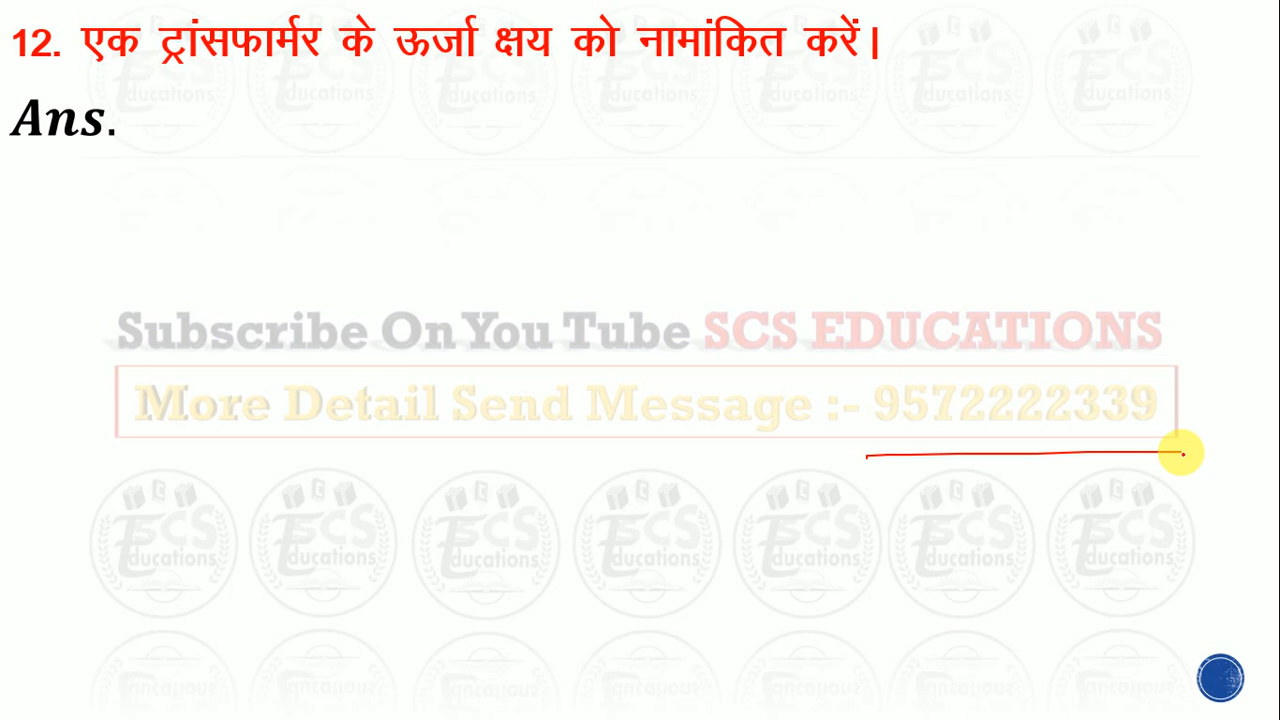 12. एक ट्रांसफार्मर के ऊर्जा क्षय को नामांकित करें।
Ans.
Subscribe On You Tube SCS EDUCATIONS
More Detail Send Message :- 9572222339